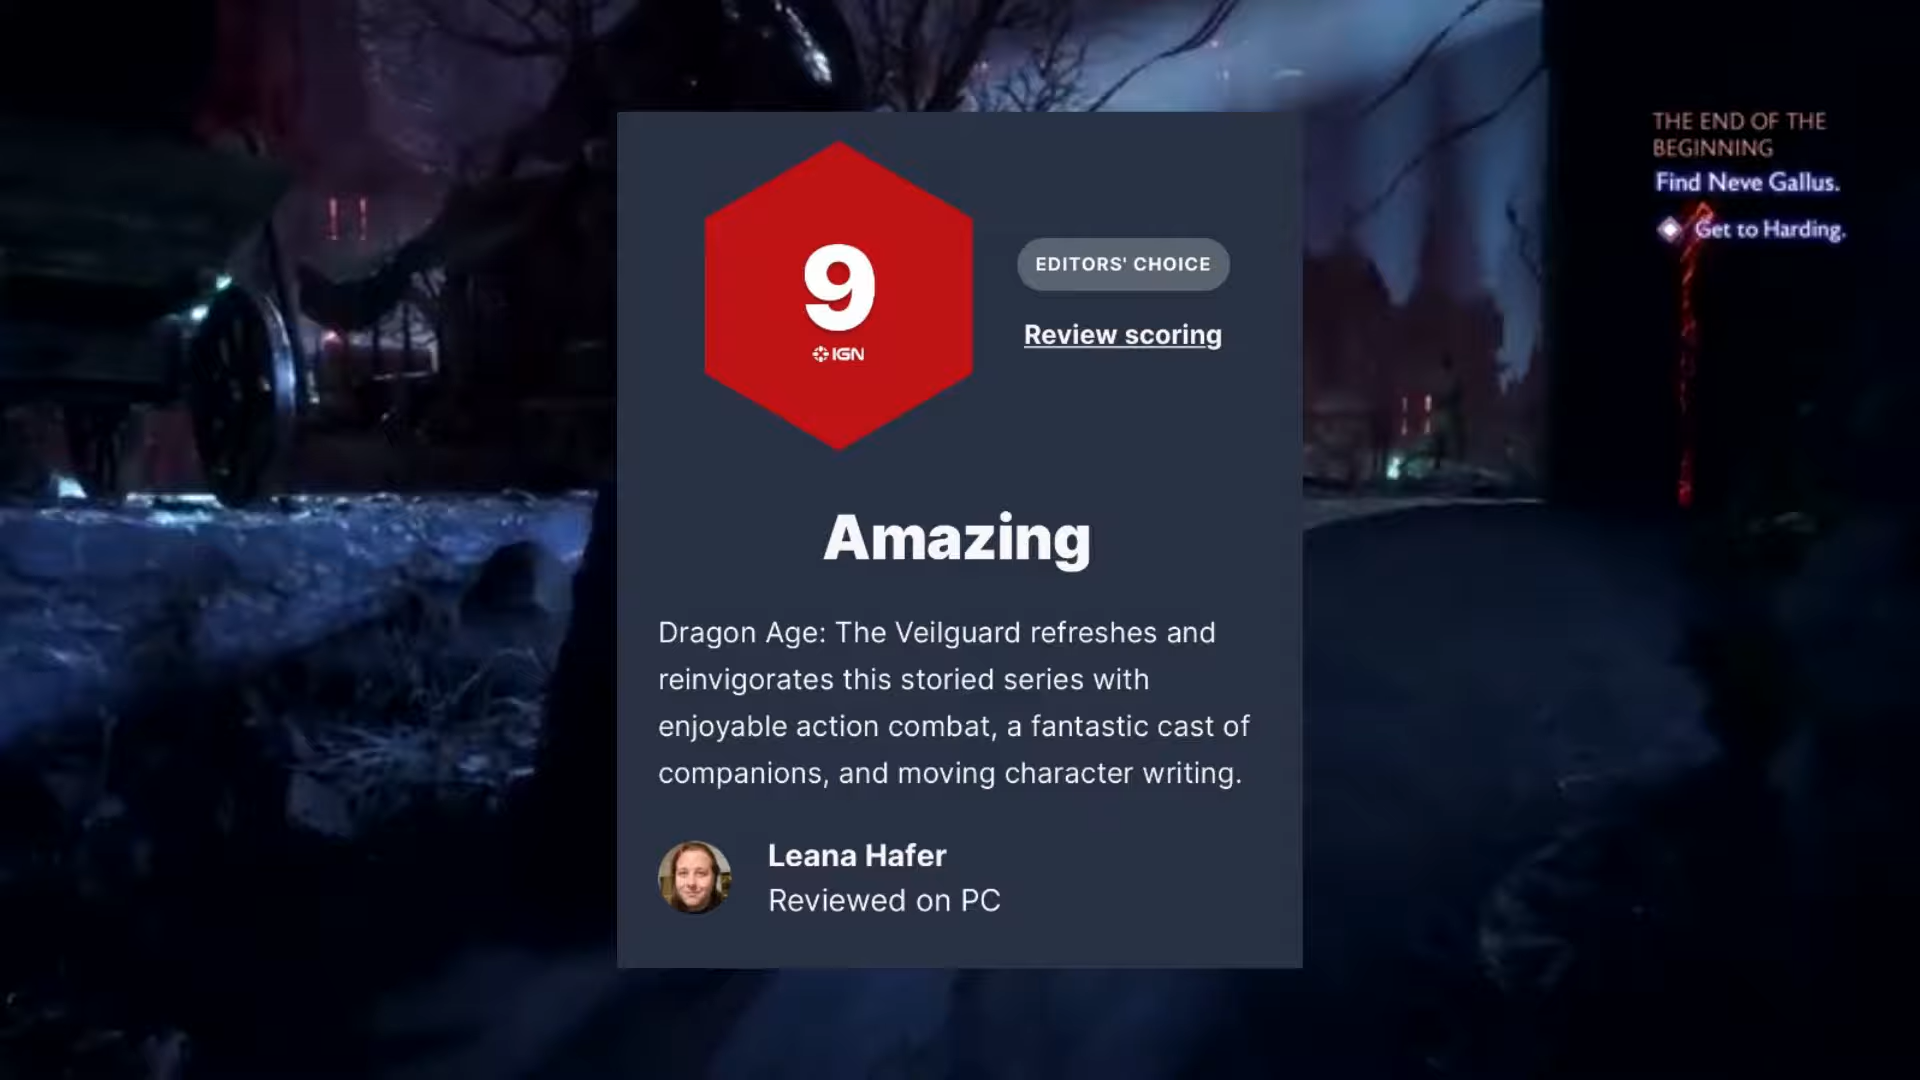 THE END OF THE
BEGINNING
Find Neve Gallus.
Get to Harding.
9
IGN
EDITORS' CHOICE
Review scoring
Amazing
Dragon Age: The Veilguard refreshes and
reinvigorates this storied series with
enjoyable action combat, a fantastic cast of
companions, and moving character writing.
Leana Hafer
Reviewed on PC